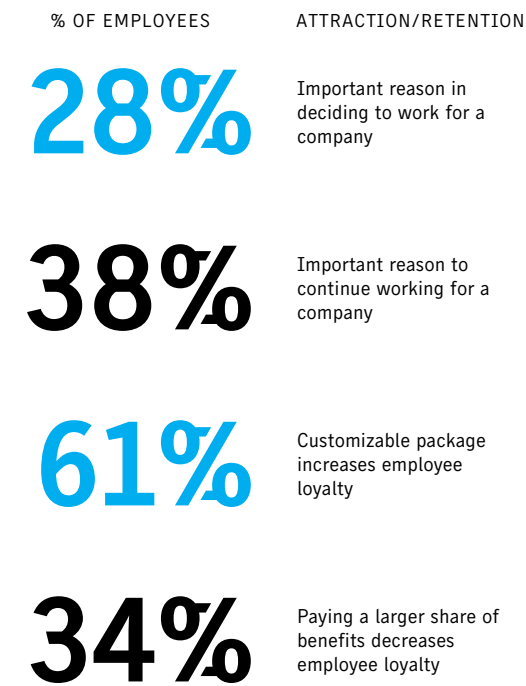 % OF EMPLOYEES
ATTRACTION/RETENTION
28%
Important reason in
deciding to work for a
company
38%
Important reason to
continue working for a
company
61%
Customizable package
increases employee
loyalty
34%
Paying a larger share of
benefits decreases
employee loyalty